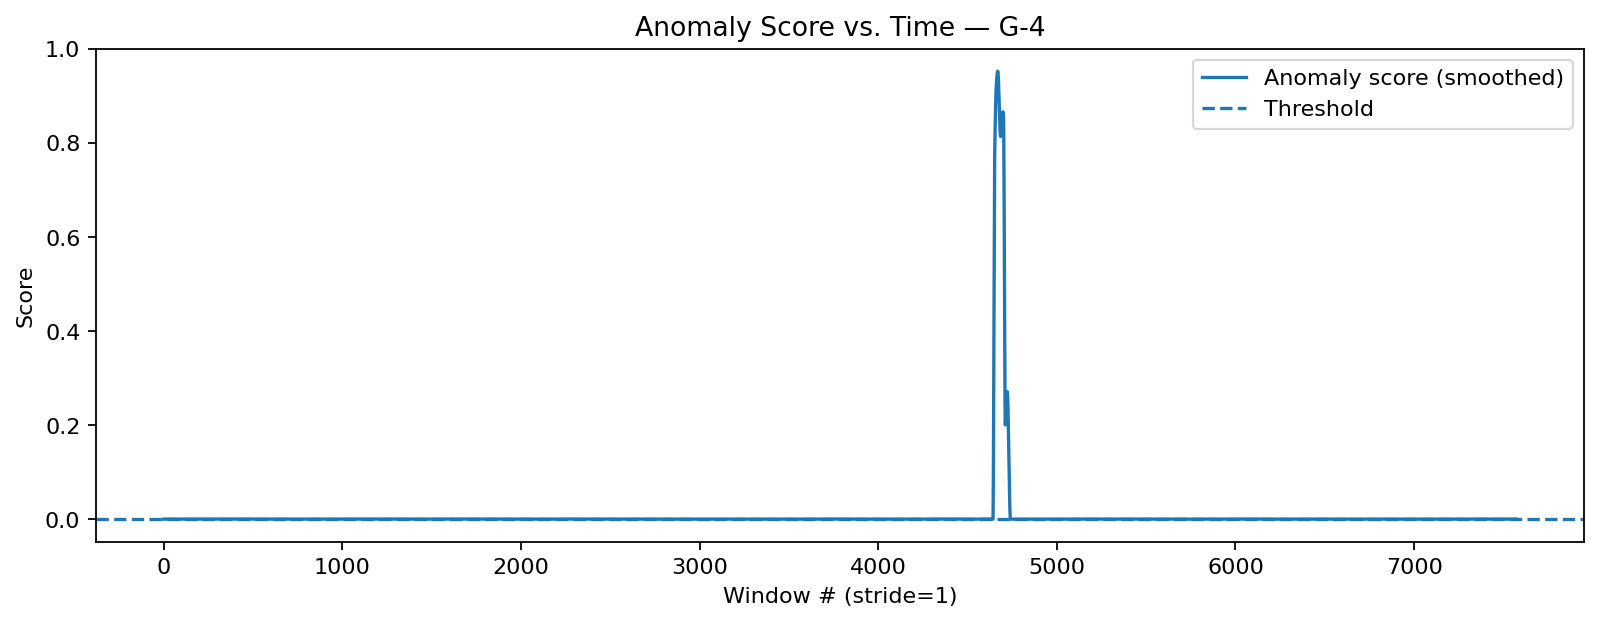 Anomaly Score vs. Time — G-4
1.0
0.8
0.6
0.4
0.2
0.0
Score
Anomaly score (smoothed)
Threshold
0 1000 2000 3000 4000 5000 6000 7000
Window # (stride=1)